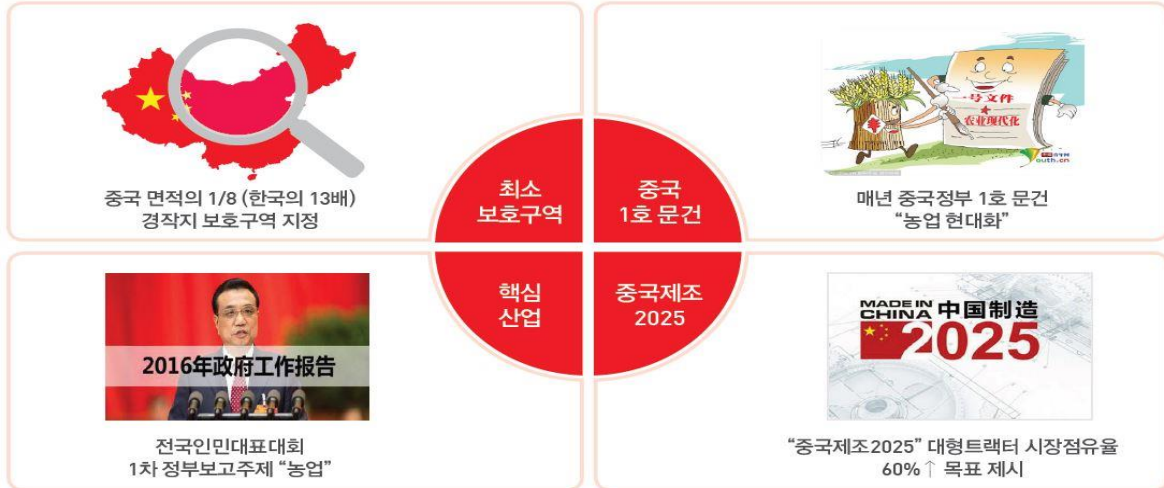 중국 면적의 1/8 (한국의 13배)
경작지 보호구역 지정
최소
보호구역
중국
1호 문건
一号文件
农业现代化
youth.cn
매년 중국정부 1호 문건
“농업 현대화”
2016年政府工作报告
전국인민대표대회
1차 정부보고주제 “농업”
핵심
산업
중국제조
2025
MADE IN
CHINA 中国制造
2025
“중국제조2025” 대형트랙터 시장점유율
60%↑ 목표 제시